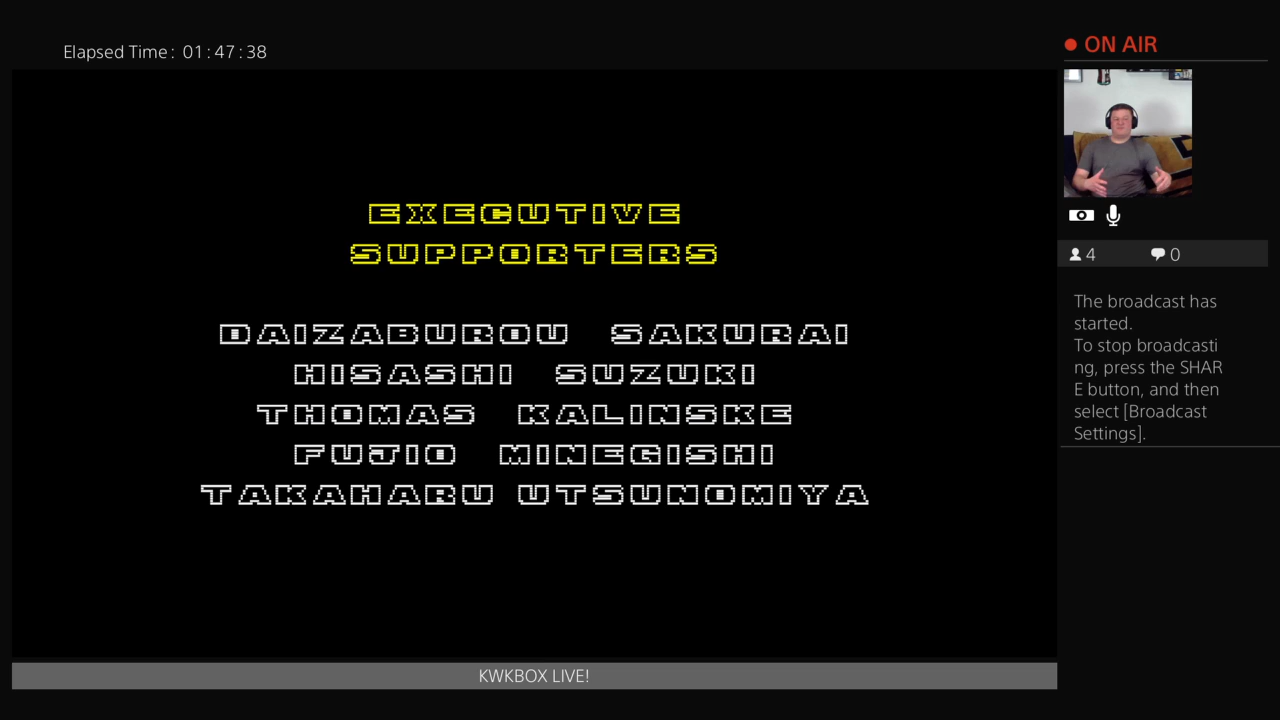 Elapsed Time: 01:47:38
ON AIR
EXECUTIVE
SUPPORTERS
DAIZABUROU SAKURAI
HISASHI SUZUKI
THOMAS KALINSKE
FUJIO MINEGISHI
TAKAHARU UTSUNOMIYA
4 0
The broadcast has
started.
To stop broadcasti
ng, press the SHAR
E button, and then
select [Broadcast
Settings].
KWKBOX LIVE!